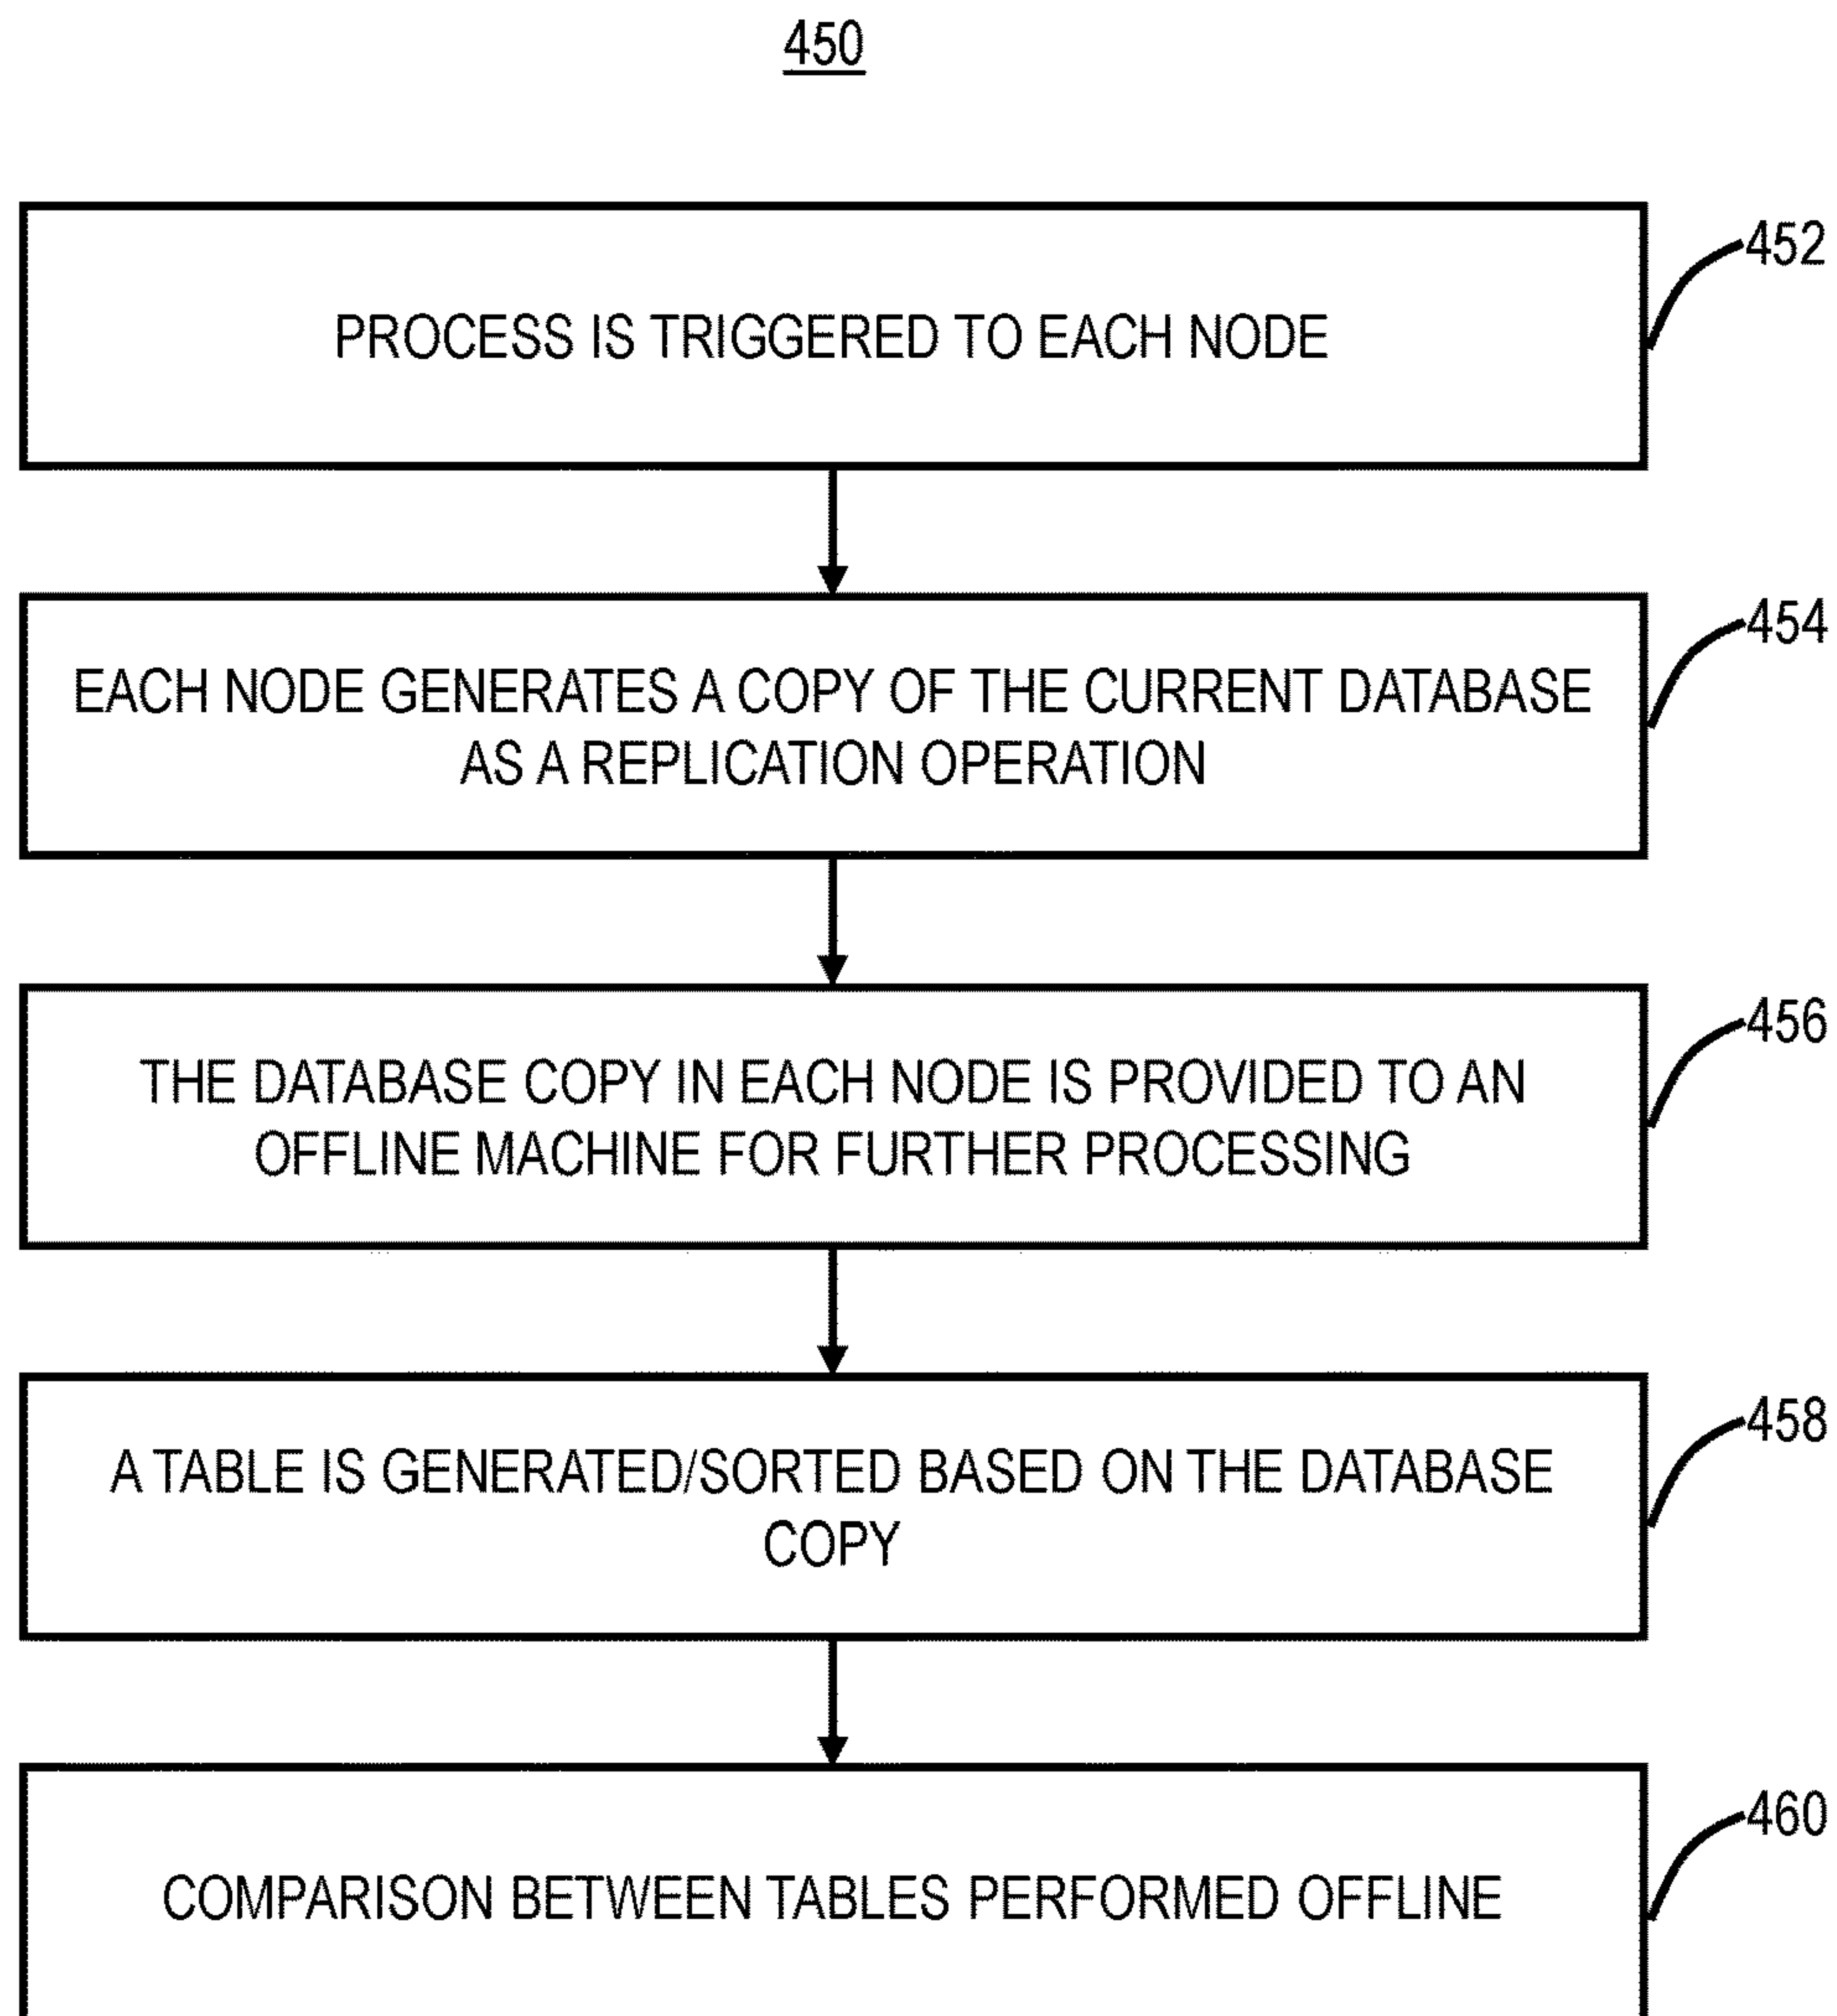 450
PROCESS IS TRIGGERED TO EACH NODE
452
EACH NODE GENERATES A COPY OF THE CURRENT DATABASE
AS A REPLICATION OPERATION
454
THE DATABASE COPY IN EACH NODE IS PROVIDED TO AN
OFFLINE MACHINE FOR FURTHER PROCESSING
456
A TABLE IS GENERATED/SORTED BASED ON THE DATABASE
COPY
458
COMPARISON BETWEEN TABLES PERFORMED OFFLINE
460